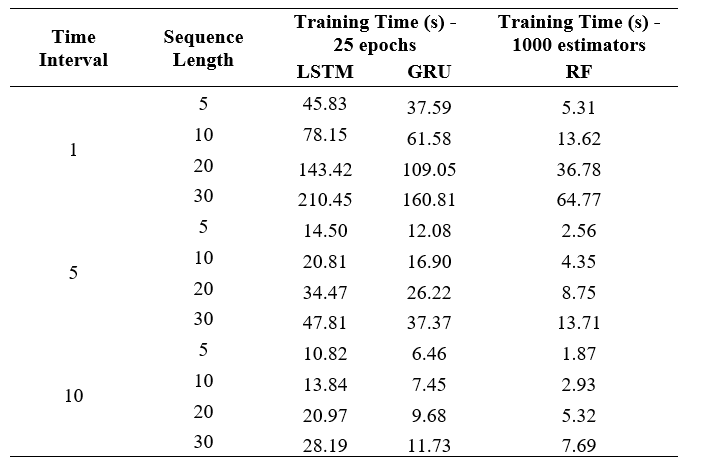 Time Interval Sequence Length Training Time (s) - 25 epochs Training Time (s) - 1000 estimators
LSTM GRU RF
1 5 45.83 37.59 5.31
10 78.15 61.58 13.62
20 143.42 109.05 36.78
30 210.45 160.81 64.77
5 5 14.50 12.08 2.56
10 20.81 16.90 4.35
20 34.47 26.22 8.75
30 47.81 37.37 13.71
10 5 10.82 6.46 1.87
10 13.84 7.45 2.93
20 20.97 9.68 5.32
30 28.19 11.73 7.69